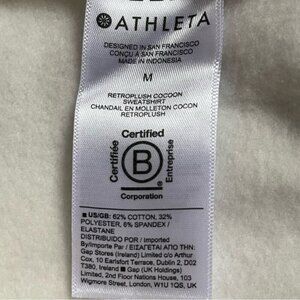 ATHLETA
DESIGNED IN SAN FRANCISCO
CONÇU À SAN FRANCISCO
MADE IN INDONESIA
M
RETROPLUSH COCOON
SWEATSHIRT
CHANDAIL EN MOLLETON COCON
RETROPLUSH
Certified
Certifiée
B
Entreprise
Corporation
■ US/GB: 62% COTTON, 32%
POLYESTER, 6% SPANDEX /
ELASTANE
DISTRIBUIDO POR / Imported
By/Importe Par / ΕΙΣΑΓΕΤΑΙ ΑΠΟ ΤΗΝ:
Gap Stores (Ireland) Limited c/o Arthur
Cox, 10 Earlsfort Terrace, Dublin 2, D02
T380, Ireland ■ Gap (UK Holdings)
Limited, 2nd Floor Nations House, 103
Wigmore Street, London, W1U 1QS, UK